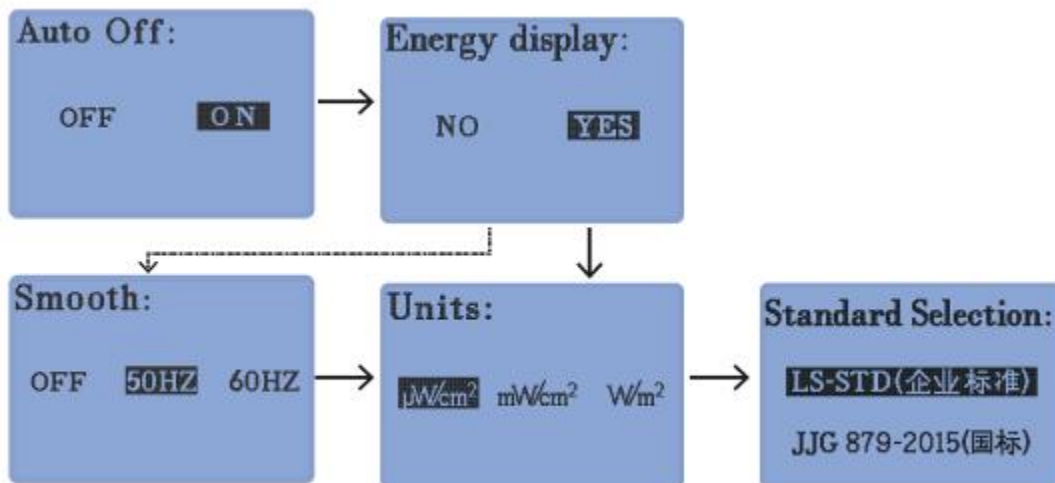 Auto Off:
OFF ON
Energy display:
NO YES
Smooth:
OFF 50HZ 60HZ
Units:
μW/cm² mW/cm² W/m²
Standard Selection:
LS-STD(企业标准)
JJG 879-2015(国标)